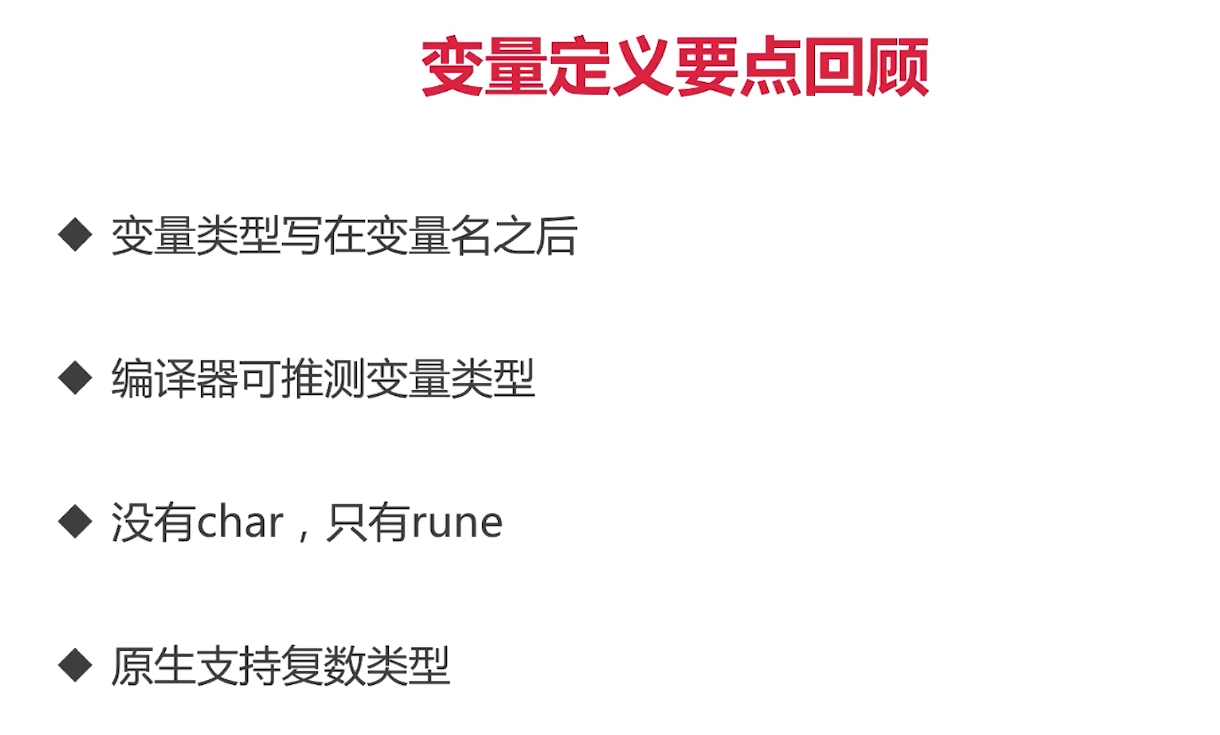 变量定义要点回顾
◆ 变量类型写在变量名之后
◆ 编译器可推测变量类型
◆ 没有char，只有rune
◆ 原生支持复数类型